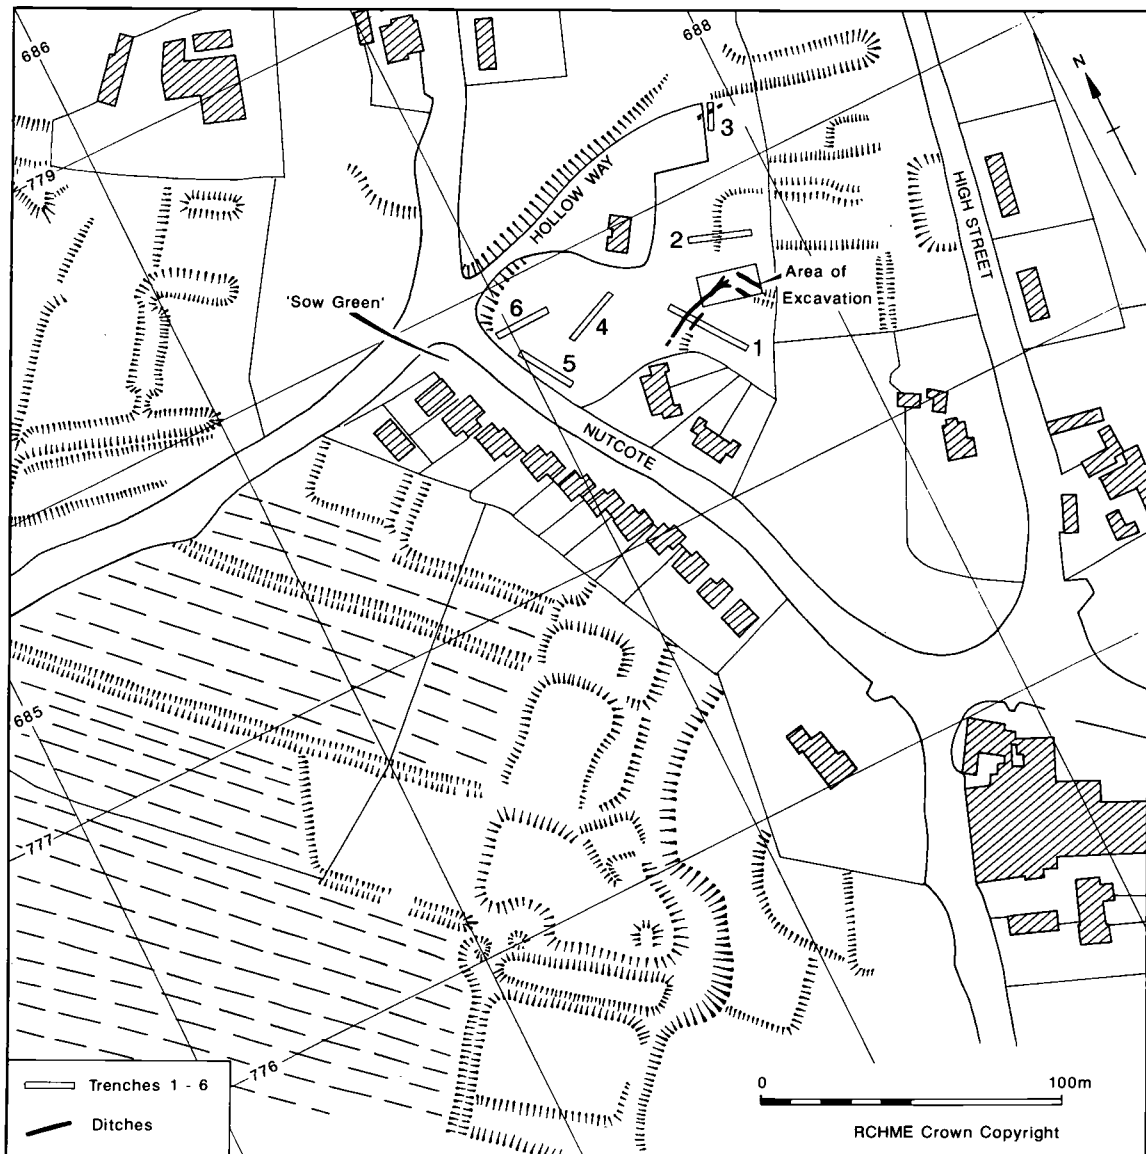 686
688
N
779
3
HOLLOW WAY
HIGH STREET
2
Area of
Excavation
'Sow Green'
6
4
1
5
NUTCOTE
685
777
776
Trenches 1 - 6
Ditches
0 100m
RCHME Crown Copyright